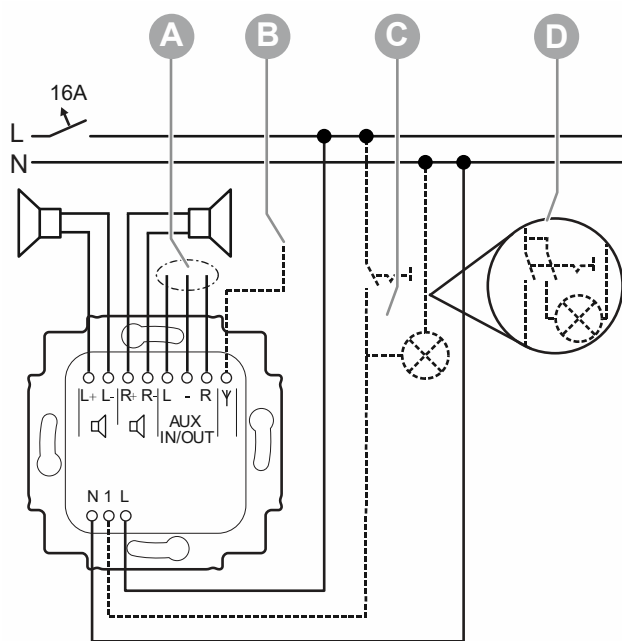 A B C D
16A
L
N
L+ L- R+ R- L - R
AUX
IN/OUT
N 1 L